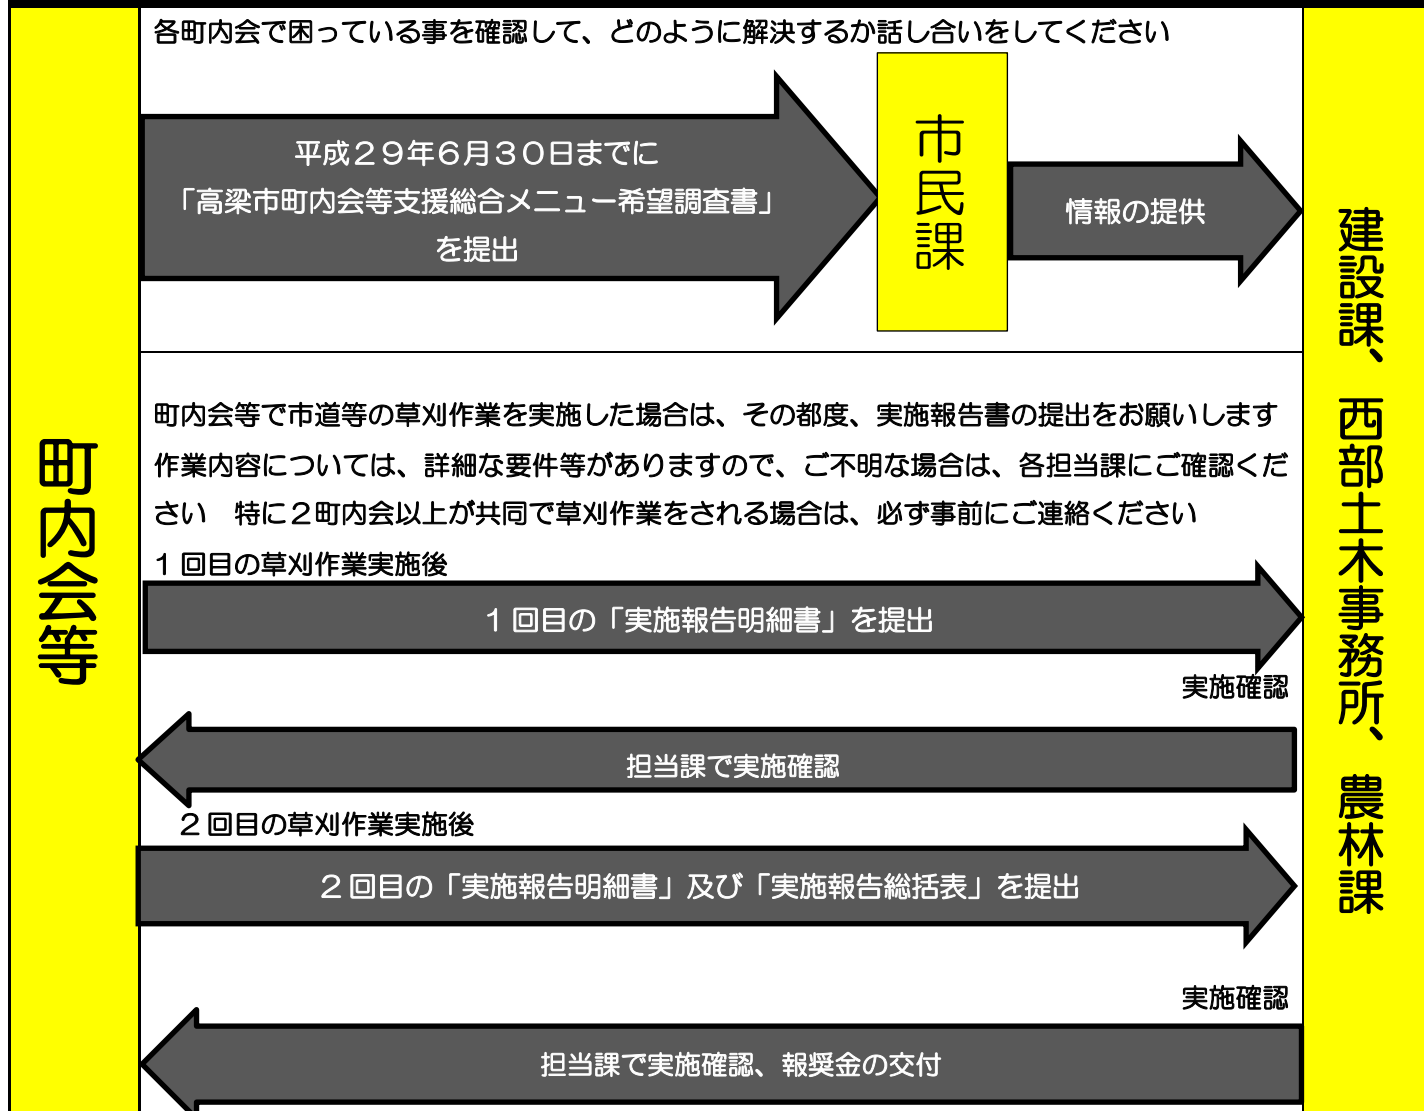 各町内会で困っている事を確認して、どのように解決するか話し合いをしてください
平成２９年６月３０日までに
「高梁市町内会等支援総合メニュー希望調査書」
を提出
市民課
情報の提供
町内会等
建設課、西部土木事務所、農林課
町内会等で市道等の草刈作業を実施した場合は、その都度、実施報告書の提出をお願いします
作業内容については、詳細な要件等がありますので、ご不明な場合は、各担当課にご確認くだ
さい　特に２町内会以上が共同で草刈作業をされる場合は、必ず事前にご連絡ください
１回目の草刈作業実施後
１回目の「実施報告明細書」を提出
実施確認
担当課で実施確認
２回目の草刈作業実施後
２回目の「実施報告明細書」及び「実施報告総括表」を提出
実施確認
担当課で実施確認、報奨金の交付